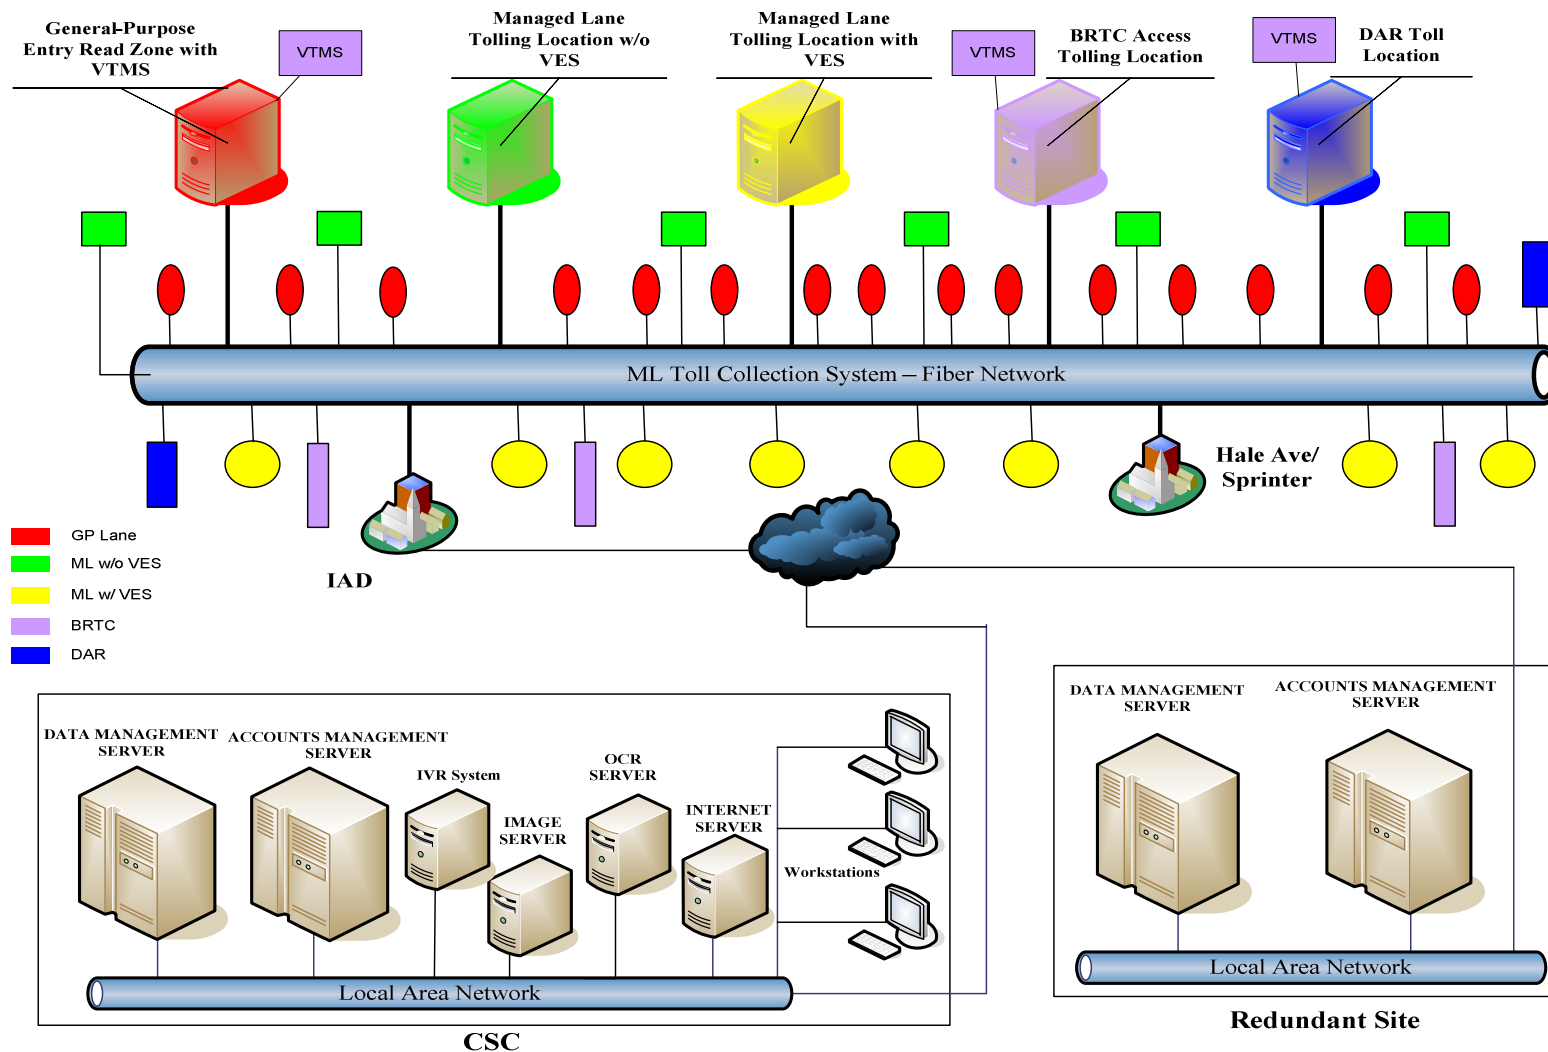 General-Purpose
Entry Read Zone with
VTMS
VTMS
Managed Lane
Tolling Location w/o
VES
Managed Lane
Tolling Location with
VES
VTMS
BRTC Access
Tolling Location
VTMS
DAR Toll
Location
ML Toll Collection System – Fiber Network
Hale Ave/
Sprinter
IAD
GP Lane
ML w/o VES
ML w/ VES
BRTC
DAR
DATA MANAGEMENT
SERVER
ACCOUNTS MANAGEMENT
SERVER
IVR System
IMAGE
SERVER
OCR
SERVER
INTERNET
SERVER
Workstations
Local Area Network
CSC
DATA MANAGEMENT
SERVER
ACCOUNTS MANAGEMENT
SERVER
Local Area Network
Redundant Site